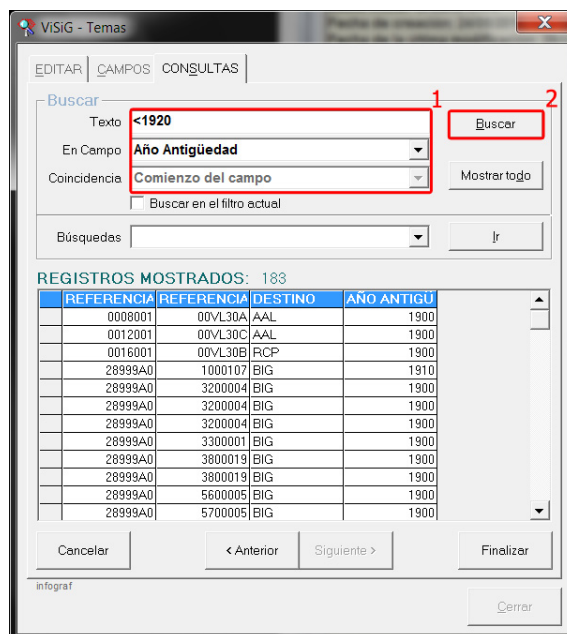 ViSiG - Temas
EDITAR CAMPOS CONSULTAS
Buscar 1 2
Texto <1920 Buscar
En Campo Año Antigüedad
Coincidencia Comienzo del campo Mostrar todo
Buscar en el filtro actual
Búsquedas Ir
REGISTROS MOSTRADOS: 183
REFERENCIA REFERENCIA DESTINO AÑO ANTIGÜ
0008001 00VL30A AAL 1900
0012001 00VL30C AAL 1900
0016001 00VL30B RCP 1900
28999A0 1000107 BIG 1910
28999A0 3200004 BIG 1900
28999A0 3200004 BIG 1900
28999A0 3200004 BIG 1900
28999A0 3300001 BIG 1900
28999A0 3800019 BIG 1900
28999A0 3800019 BIG 1900
28999A0 5600005 BIG 1900
28999A0 5700005 BIG 1900
Cancelar < Anterior Siguiente > Finalizar
infograf
Cerrar